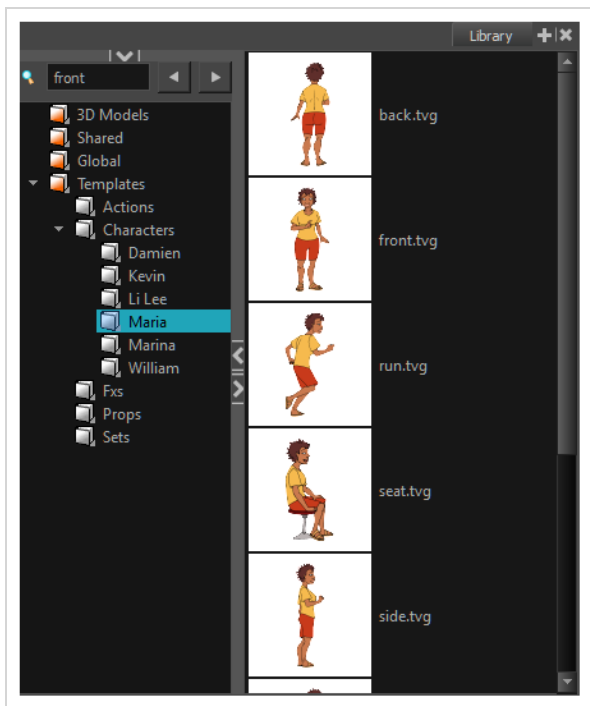 Library
front
3D Models
Shared
Global
Templates
Actions
Characters
Damien
Kevin
Li Lee
Maria
Marina
William
Fxs
Props
Sets
back.tvg
front.tvg
run.tvg
seat.tvg
side.tvg